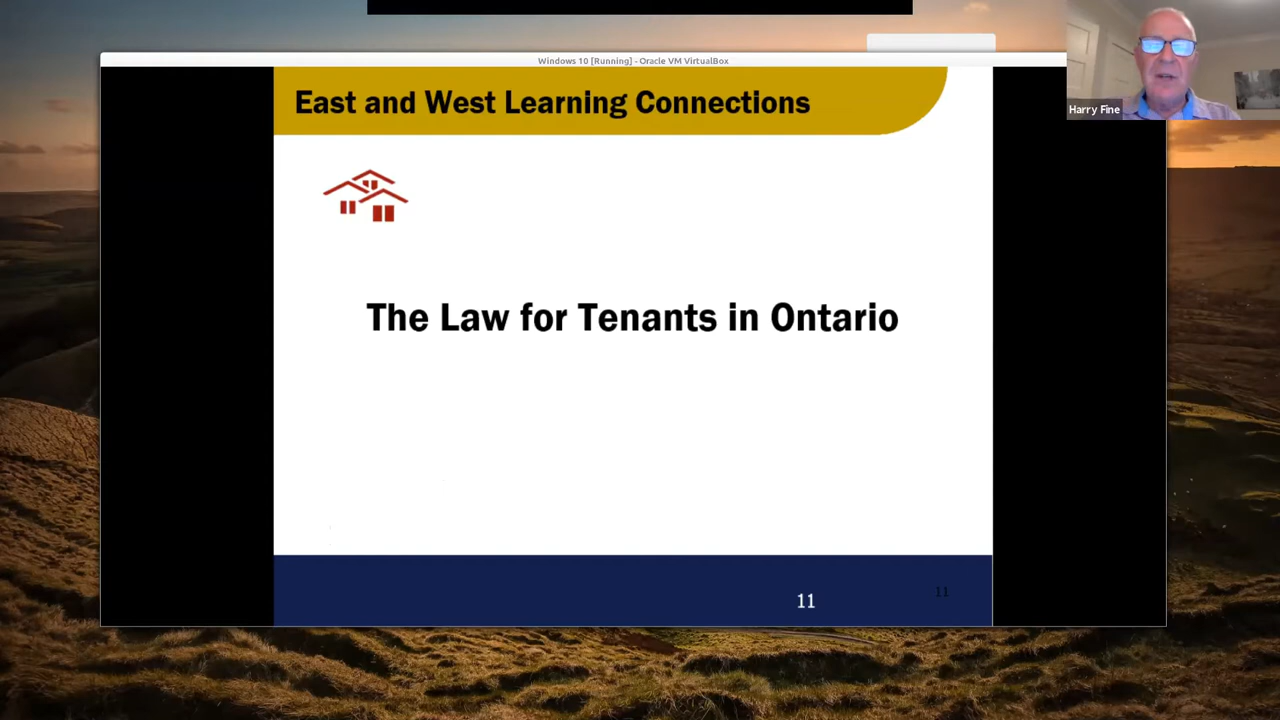 Windows 10 [Running] - Oracle VM VirtualBox
East and West Learning Connections
Harry Fine
The Law for Tenants in Ontario
11
11